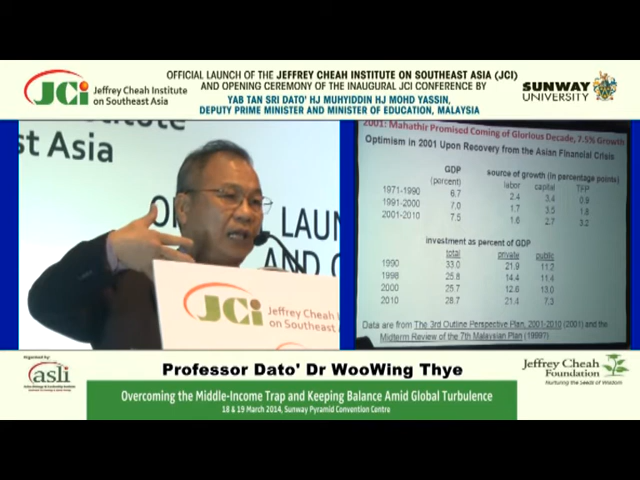 JCi Jeffrey Cheah Institute
on Southeast Asia
OFFICIAL LAUNCH OF THE JEFFREY CHEAH INSTITUTE ON SOUTHEAST ASIA (JCI)
AND OPENING CEREMONY OF THE INAUGURAL JCI CONFERENCE BY
YAB TAN SRI DATO' HJ MUHYIDDIN HJ MOHD YASSIN,
DEPUTY PRIME MINISTER AND MINISTER OF EDUCATION, MALAYSIA
SUNWAY
UNIVERSITY
st Asia
LAUN
AND O
JCi Jeffrey Cheah Insti
on Southeast As
2001: Mahathir Promised Coming of Glorious Decade, 7.5% Growth
Optimism in 2001 Upon Recovery from the Asian Financial Crisis
GDP source of growth (in percentage points)
(percent) labor capital TFP
1971-1990 6.7 2.4 3.4 0.9
1991-2000 7.0 1.7 3.5 1.8
2001-2010 7.5 1.6 2.7 3.2
investment as percent of GDP
total private public
1990 33.0 21.9 11.2
1998 25.8 14.4 11.4
2000 25.7 12.6 13.0
2010 28.7 21.4 7.3
Data are from The 3rd Outline Perspective Plan, 2001-2010 (2001) and the
Midterm Review of the 7th Malaysian Plan (1999?)
Organised by:
asli
Professor Dato' Dr WooWing Thye
Overcoming the Middle-Income Trap and Keeping Balance Amid Global Turbulence
18 & 19 March 2014, Sunway Pyramid Convention Centre
Jeffrey Cheah
Foundation
Nurturing the Seeds of Wisdom